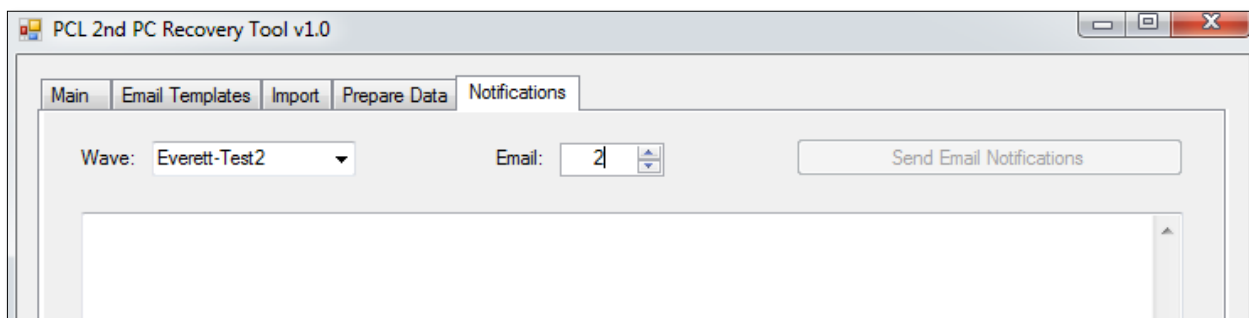 PCL 2nd PC Recovery Tool v1.0
Main Email Templates Import Prepare Data Notifications
Wave: Everett-Test2 Email: 2 Send Email Notifications